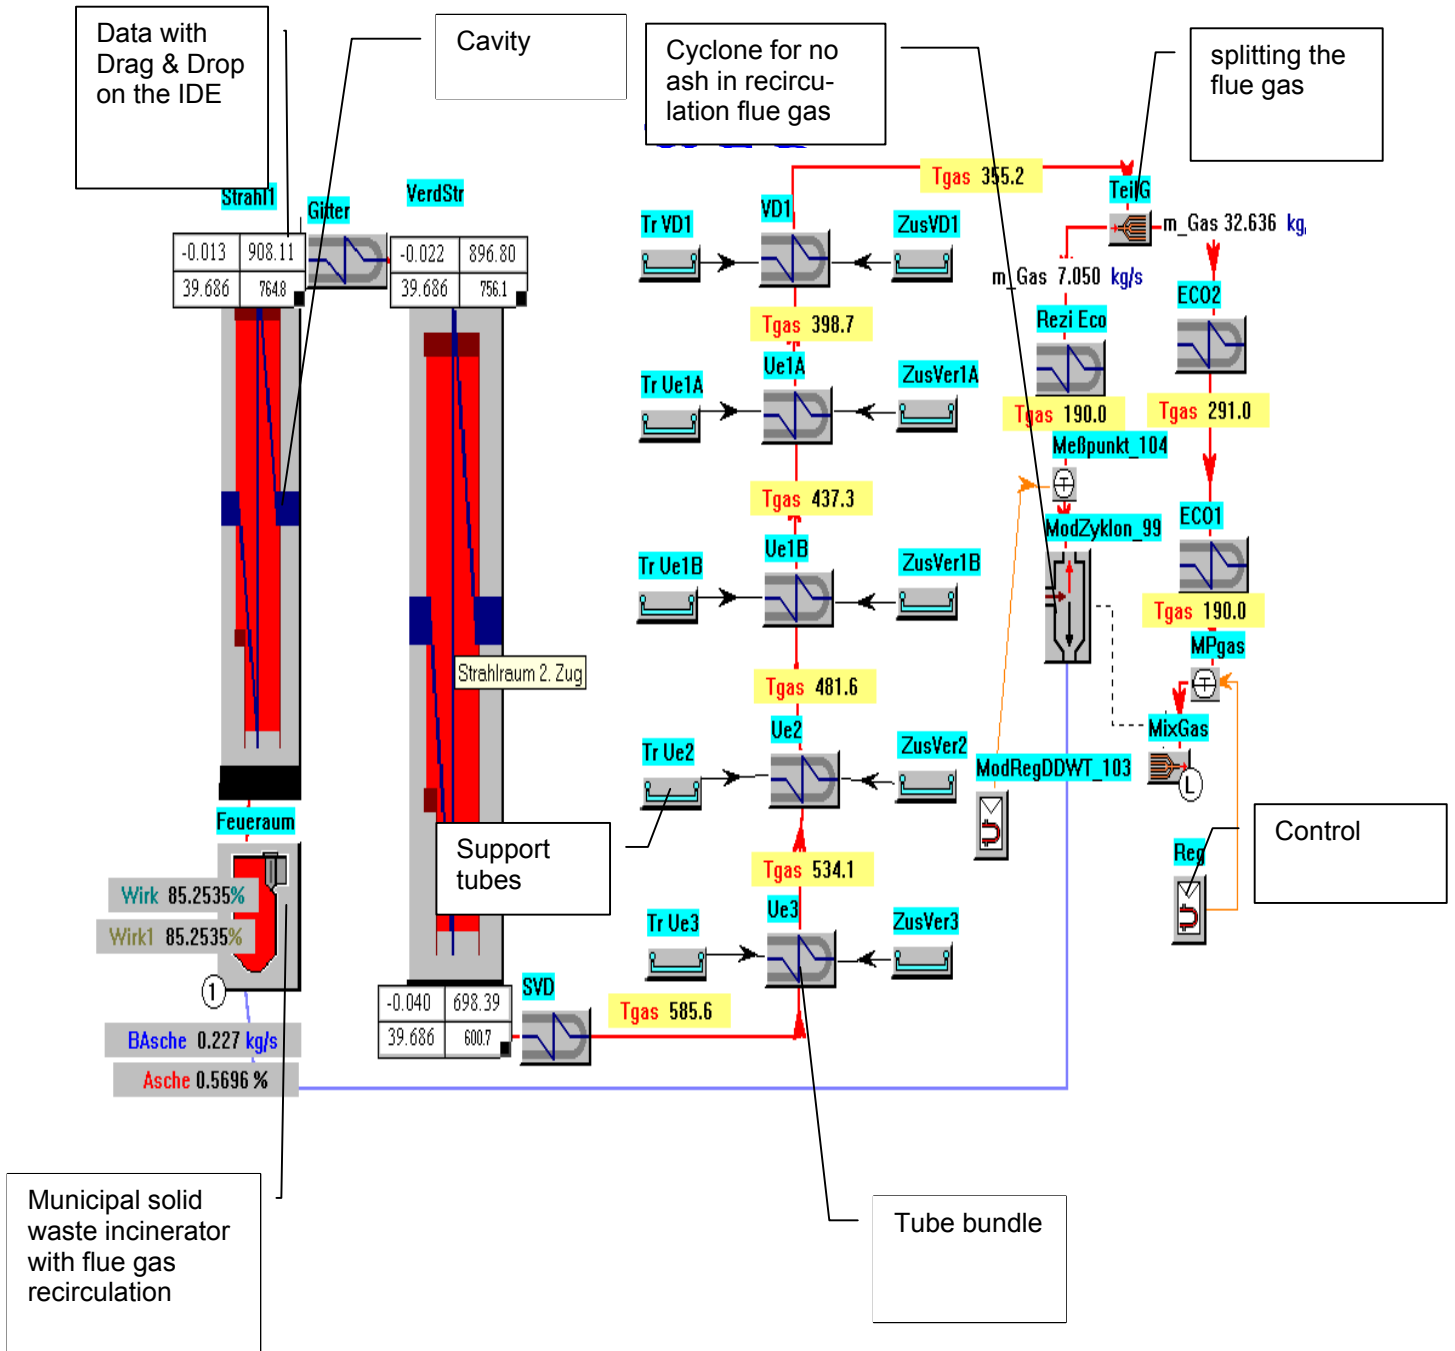 Data with
Drag & Drop
on the IDE
Cavity
Cyclone for no
ash in recircu-
lation flue gas
splitting the
flue gas
Strahl1
Gitter
VerdStr
-0.013 908.11
39.686 764.8
-0.022 896.80
39.686 756.1
Tr VD1
VD1
ZusVD1
Tgas 355.2
TeilG
m_Gas 32.636 kg
m_Gas 7.050 kg/s
Tgas 398.7
Rezi Eco
ECO2
Tr Ue1A
Ue1A
ZusVer1A
Tgas 190.0
Tgas 291.0
Meßpunkt_104
Tgas 437.3
ModZyklon_99
ECO1
Tr Ue1B
Ue1B
ZusVer1B
Tgas 190.0
MPgas
Strahlraum 2. Zug
Tgas 481.6
T
T
MixGas
L
Tr Ue2
Ue2
ZusVer2
ModRegDDWT_103
Feueraum
Support
tubes
Control
Reg
Wirk 85.2535%
Wirk1 85.2535%
Tgas 534.1
Tr Ue3
Ue3
ZusVer3
1
-0.040 698.39
39.686 600.7
SVD
Tgas 585.6
BAsche 0.227 kg/s
Asche 0.5696 %
Municipal solid
waste incinerator
with flue gas
recirculation
Tube bundle